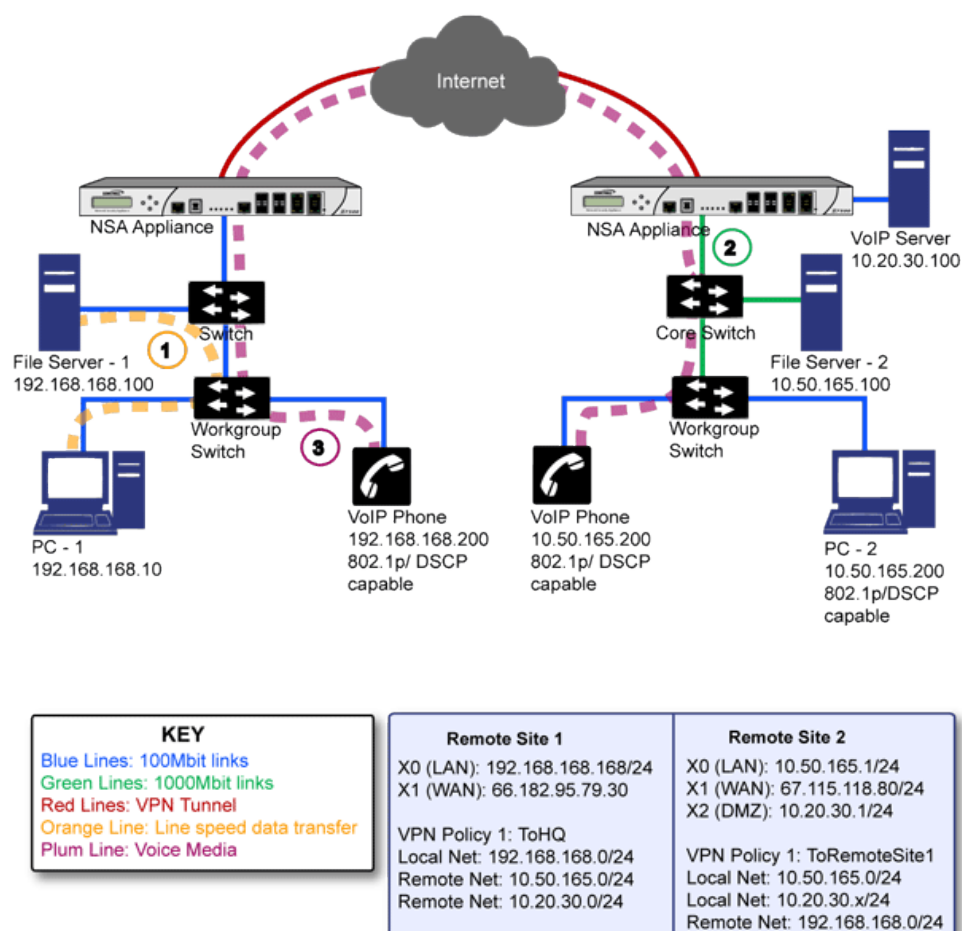 Internet
NSA Appliance
NSA Appliance
VoIP Server
10.20.30.100
2
Switch
Core Switch
1
File Server - 1
192.168.168.100
File Server - 2
10.50.165.100
Workgroup
Switch
3
Workgroup
Switch
PC - 1
192.168.168.10
VoIP Phone
192.168.168.200
802.1p/ DSCP
capable
VoIP Phone
10.50.165.200
802.1p/ DSCP
capable
PC - 2
10.50.165.200
802.1p/DSCP
capable
KEY
Blue Lines: 100Mbit links
Green Lines: 1000Mbit links
Red Lines: VPN Tunnel
Orange Line: Line speed data transfer
Plum Line: Voice Media
Remote Site 1
X0 (LAN): 192.168.168.168/24
X1 (WAN): 66.182.95.79.30
VPN Policy 1: ToHQ
Local Net: 192.168.168.0/24
Remote Net: 10.50.165.0/24
Remote Net: 10.20.30.0/24
Remote Site 2
X0 (LAN): 10.50.165.1/24
X1 (WAN): 67.115.118.80/24
X2 (DMZ): 10.20.30.1/24
VPN Policy 1: ToRemoteSite1
Local Net: 10.50.165.0/24
Local Net: 10.20.30.x/24
Remote Net: 192.168.168.0/24